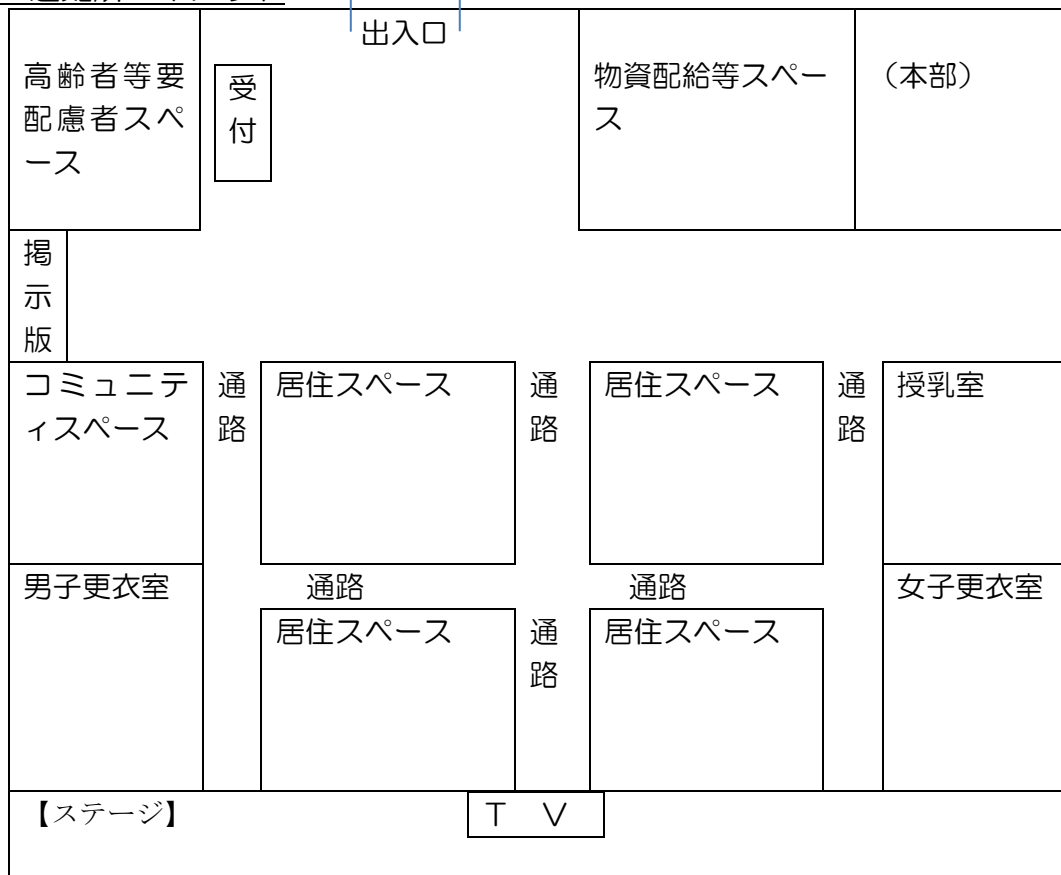 出入口
高齢者等要
配慮者スペ
ース
受
付
物資配給等スペー
ス
（本部）
掲
示
版
コミュニテ
ィスペース
通
路
居住スペース
通
路
居住スペース
通
路
授乳室
男子更衣室
通路
通路
女子更衣室
居住スペース
通
路
居住スペース
【ステージ】
Ｔ　Ｖ